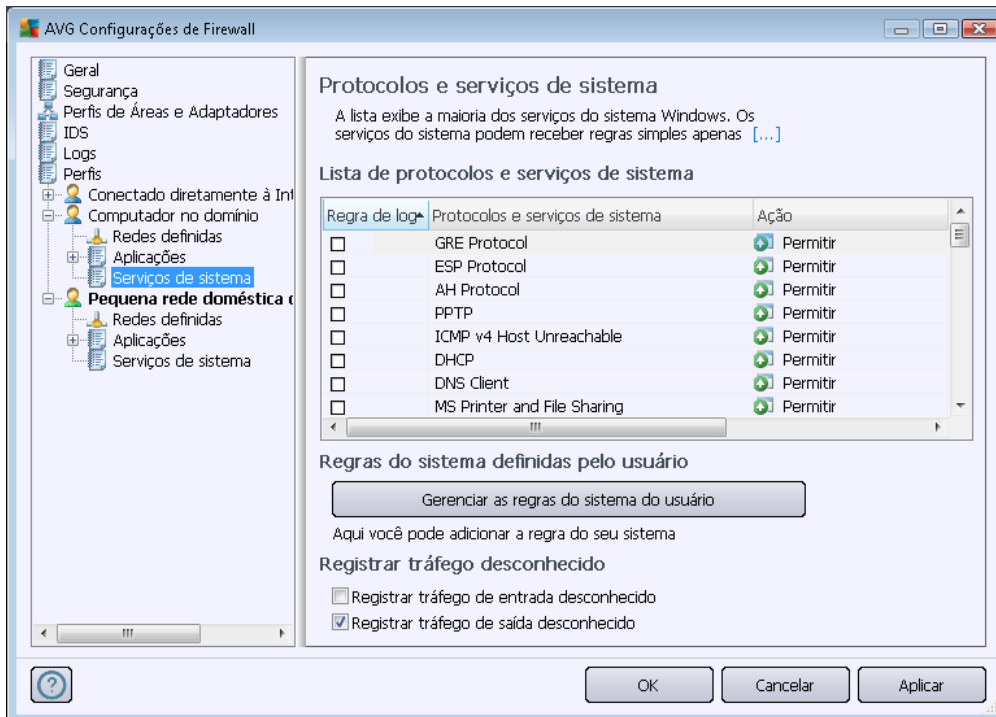 AVG Configurações de Firewall
Geral
Segurança
Perfis de Áreas e Adaptadores
IDS
Logs
Perfis
Conectado diretamente à Int
Computador no domínio
Redes definidas
Aplicações
Serviços de sistema
Pequena rede doméstica o
Redes definidas
Aplicações
Serviços de sistema
Protocolos e serviços de sistema
A lista exibe a maioria dos serviços do sistema Windows. Os
serviços do sistema podem receber regras simples apenas [...]
Lista de protocolos e serviços de sistema
Regra de log Protocolos e serviços de sistema Ação
GRE Protocol Permitir
ESP Protocol Permitir
AH Protocol Permitir
PPTP Permitir
ICMP v4 Host Unreachable Permitir
DHCP Permitir
DNS Client Permitir
MS Printer and File Sharing Permitir
Regras do sistema definidas pelo usuário
Gerenciar as regras do sistema do usuário
Aqui você pode adicionar a regra do seu sistema
Registrar tráfego desconhecido
Registrar tráfego de entrada desconhecido
Registrar tráfego de saída desconhecido
OK Cancelar Aplicar